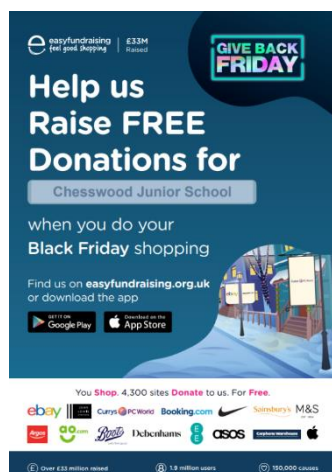 easyfundraising
feel good shopping
£33M
Raised
GIVE BACK
FRIDAY
Help us
Raise FREE
Donations for
Chesswood Junior School
when you do your
Black Friday shopping
Find us on easyfundraising.org.uk
or download the app
GET IT ON
Google Play
Download on the
App Store
You Shop. 4,300 sites Donate to us. For Free.
ebay
Currys PC World
Booking.com
Sainsbury's
M&S
Argos
ao.com
Boots
Debenhams
EE
asos
Carphone Warehouse
Over £33 million raised
1.9 million users
150,000 causes